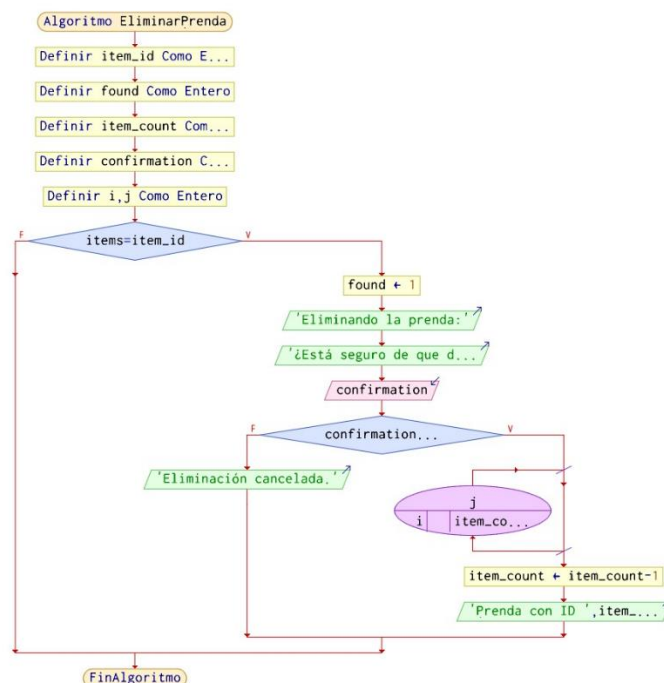 Algoritmo EliminarPrenda
Definir item_id Como E...
Definir found Como Entero
Definir item_count Com...
Definir confirmation C...
Definir i,j Como Entero
F
items=item_id
V
found ← 1
'Eliminando la prenda:'
'¿Está seguro de que d...
confirmation
F
confirmation...
V
'Eliminación cancelada.'
j
i
item_co...
item_count ← item_count-1
'Prenda con ID ',item_...
FinAlgoritmo